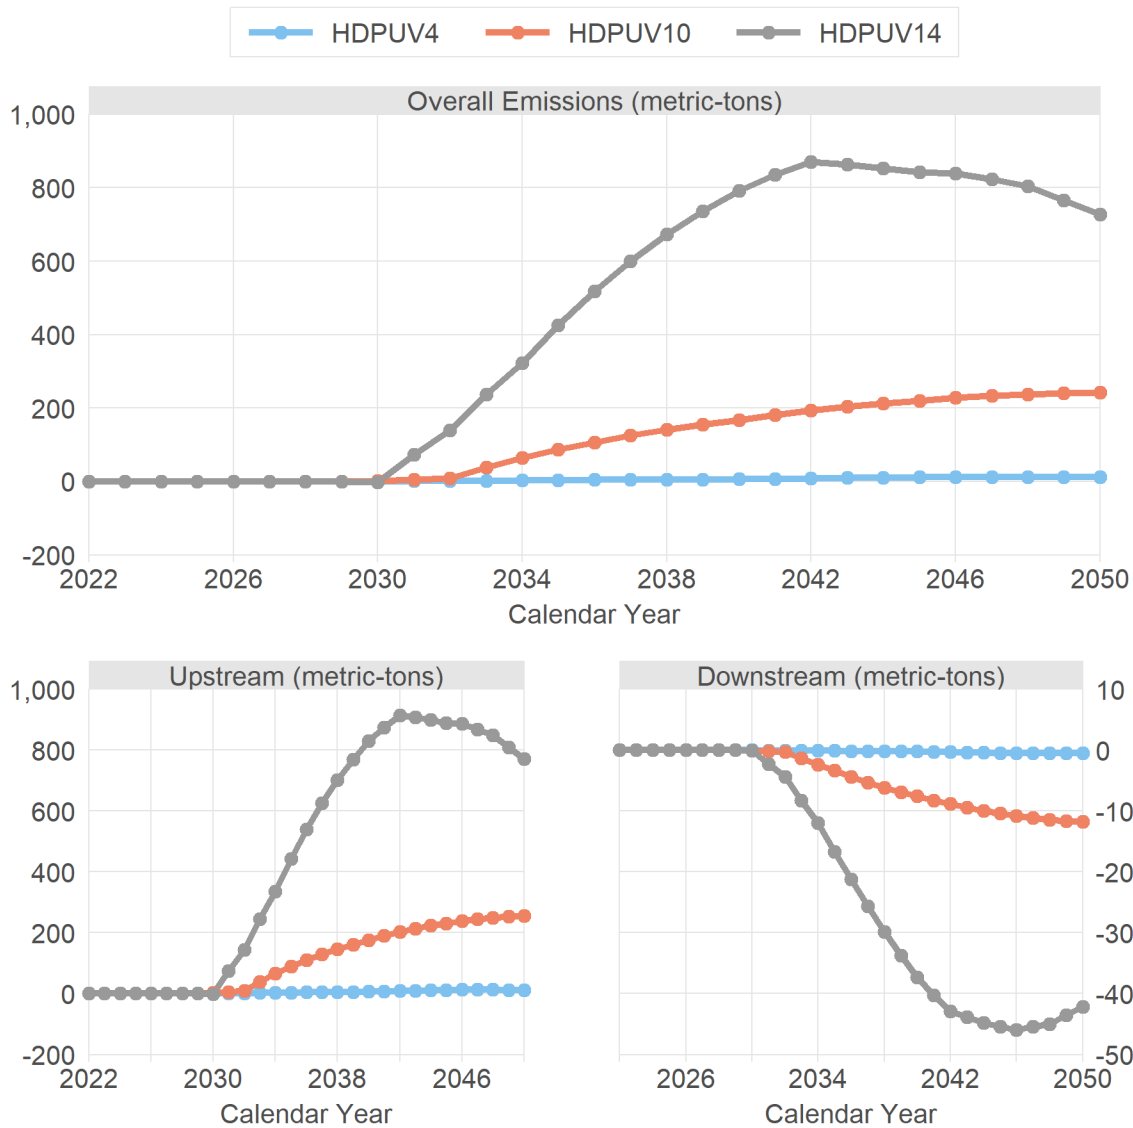 HDPUV4 HDPUV10 HDPUV14
Overall Emissions (metric-tons)
1,000
800
600
400
200
0
-200
2022 2026 2030 2034 2038 2042 2046 2050
Calendar Year
Upstream (metric-tons)
1,000
800
600
400
200
0
-200
2022 2030 2038 2046
Calendar Year
Downstream (metric-tons)
10
0
-10
-20
-30
-40
-50
2026 2034 2042 2050
Calendar Year